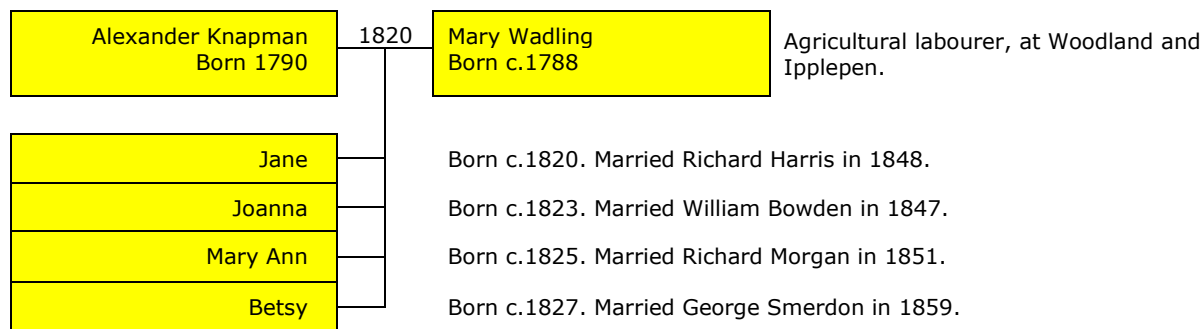 Alexander Knapman
Born 1790
1820
Mary Wadling
Born c.1788
Agricultural labourer, at Woodland and
Ipplepen.
Jane
Born c.1820. Married Richard Harris in 1848.
Joanna
Born c.1823. Married William Bowden in 1847.
Mary Ann
Born c.1825. Married Richard Morgan in 1851.
Betsy
Born c.1827. Married George Smerdon in 1859.